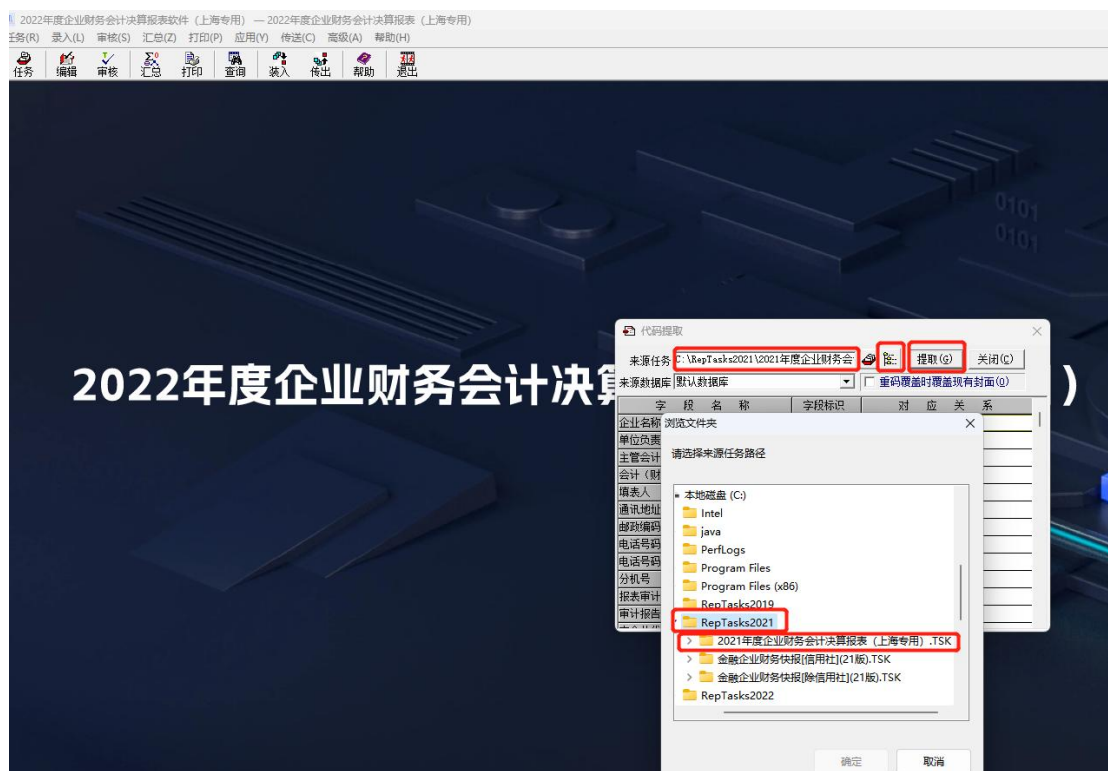 2022年度企业财务会计决算报表软件（上海专用） — 2022年度企业财务会计决算报表（上海专用）
任务(R) 录入(L) 审核(S) 汇总(Z) 打印(P) 应用(Y) 传送(C) 高级(A) 帮助(H)
任务 编辑 审核 汇总 打印 查询 装入 传出 帮助 退出
0101
0101
2022年度企业财务会计决算 )
代码提取
来源任务 C:\RepTasks2021\2021年度企业财务会 提取(G) 关闭(C)
来源数据库 默认数据库 重码覆盖时覆盖现有封面(O)
字 段 名 称 字段标识 对 应 关 系
企业名称
单位负责
主管会计
会计（财
填表人
通讯地址
邮政编码
电话号码
电话号码
分机号
报表审计
审计报告
浏览文件夹
请选择来源任务路径
本地磁盘 (C:)
Intel
java
PerfLogs
Program Files
Program Files (x86)
RepTasks2019
RepTasks2021
2021年度企业财务会计决算报表（上海专用）.TSK
金融企业财务快报[信用社](21版).TSK
金融企业财务快报[除信用社](21版).TSK
RepTasks2022
确定 取消